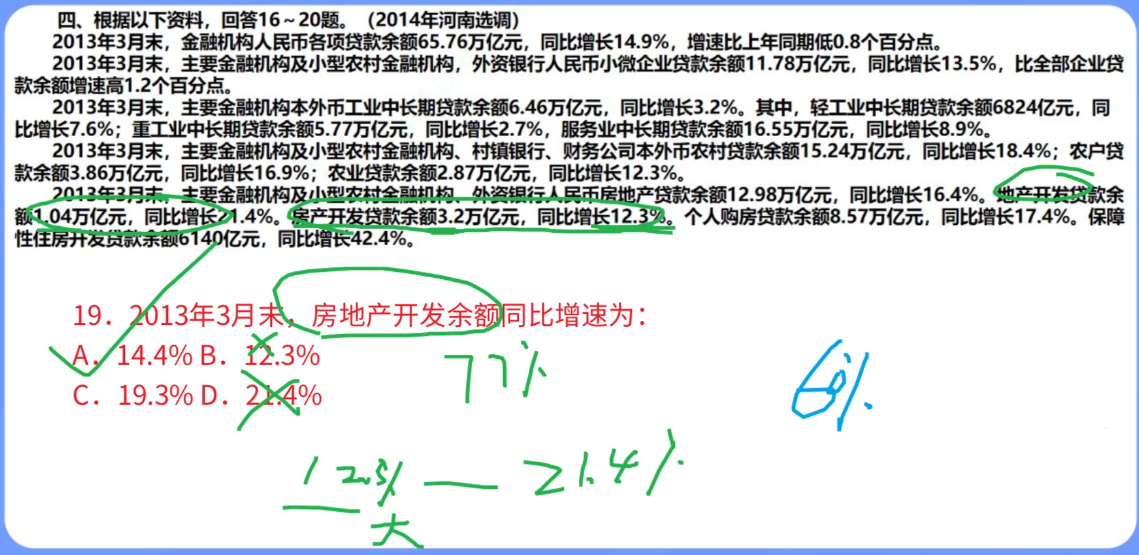 四、根据以下资料，回答16～20题。（2014年河南选调）
2013年3月末，金融机构人民币各项贷款余额65.76万亿元，同比增长14.9%，增速比上年同期低0.8个百分点。
2013年3月末，主要金融机构及小型农村金融机构，外资银行人民币小微企业贷款余额11.78万亿元，同比增长13.5%，比全部企业贷
款余额增速高1.2个百分点。
2013年3月末，主要金融机构本外币工业中长期贷款余额6.46万亿元，同比增长3.2%。其中，轻工业中长期贷款余额6824亿元，同
比增长7.6%；重工业中长期贷款余额5.77万亿元，同比增长2.7%，服务业中长期贷款余额16.55万亿元，同比增长8.9%。
2013年3月末，主要金融机构及小型农村金融机构、村镇银行、财务公司本外币农村贷款余额15.24万亿元，同比增长18.4%；农户贷
款余额3.86万亿元，同比增长16.9%；农业贷款余额2.87万亿元，同比增长12.3%。
2013年3月末，主要金融机构及小型农村金融机构、外资银行人民币房地产贷款余额12.98万亿元，同比增长16.4%。地产开发贷款余
额1.04万亿元，同比增长21.4%。房产开发贷款余额3.2万亿元，同比增长12.3%。个人购房贷款余额8.57万亿元，同比增长17.4%。保障
性住房开发贷款余额6140亿元，同比增长42.4%。
19．2013年3月末，房地产开发余额同比增速为：
A．14.4% B．12.3%
77%
6%
C．19.3% D．21.4%
12.3% — 21.4%
大